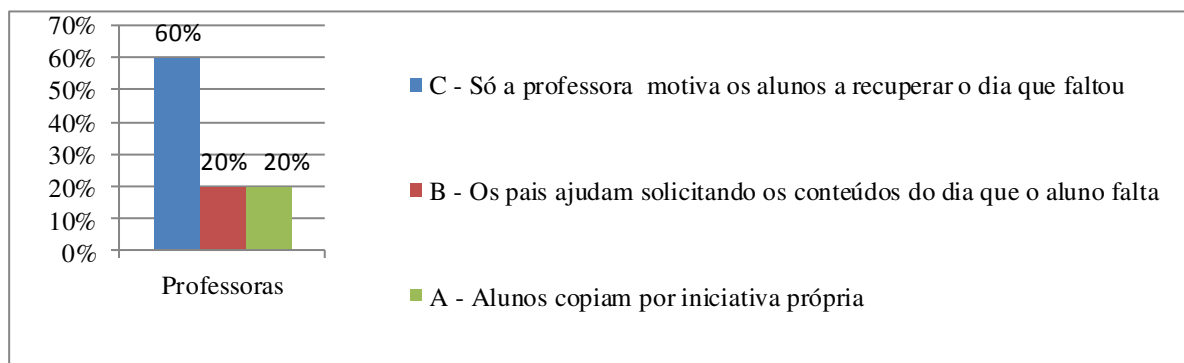 70%
60%
50%
40%
30%
20%
10%
0%
60%
20%
20%
Professoras
C - Só a professora motiva os alunos a recuperar o dia que faltou
B - Os pais ajudam solicitando os conteúdos do dia que o aluno falta
A - Alunos copiam por iniciativa própria